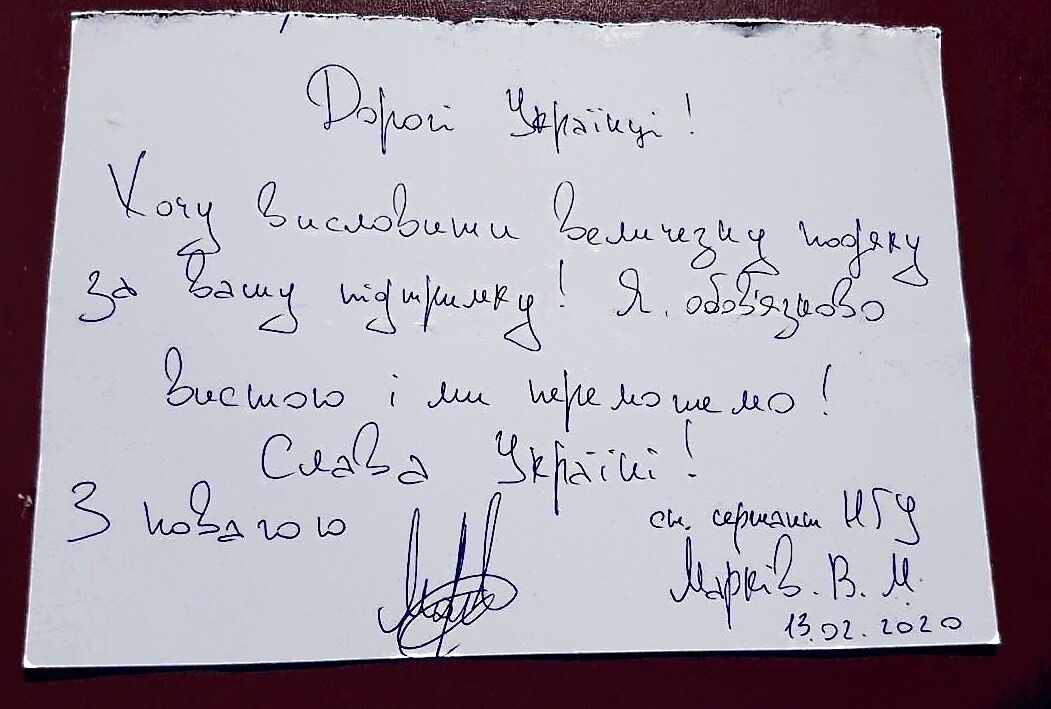 Дорогі Українці!
Хочу висловити величезну подяку
за вашу підтримку! Я обов'язково
вистою і ми переможемо!
Слава Україні!
З повагою
ст. сержант НГУ
Марків. В. М.
13.02.2020